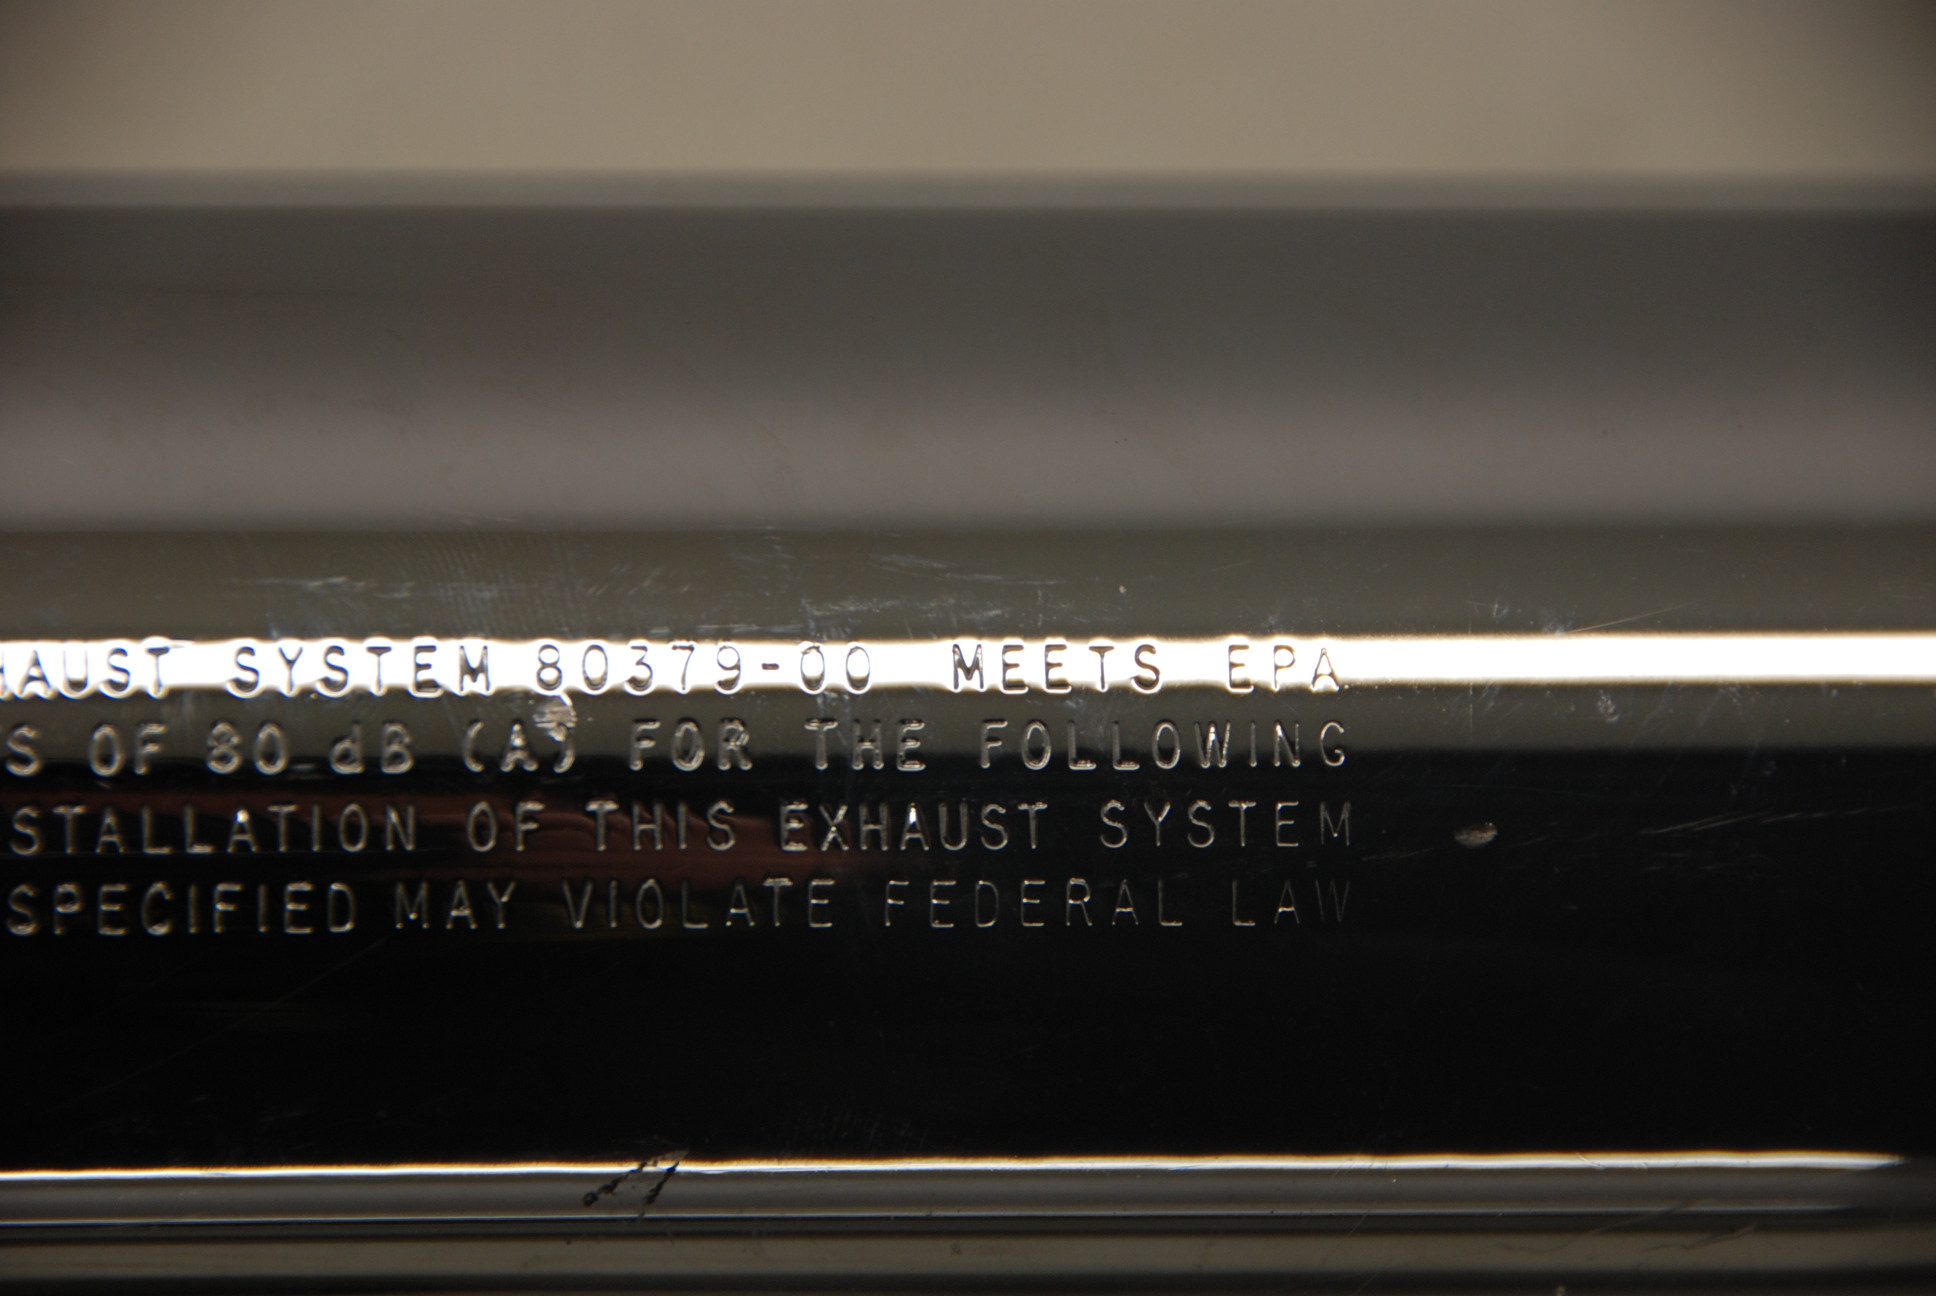 HAUST SYSTEM 80379-00 MEETS EPA
S OF 80 dB (A) FOR THE FOLLOWING
STALLATION OF THIS EXHAUST SYSTEM
SPECIFIED MAY VIOLATE FEDERAL LAW